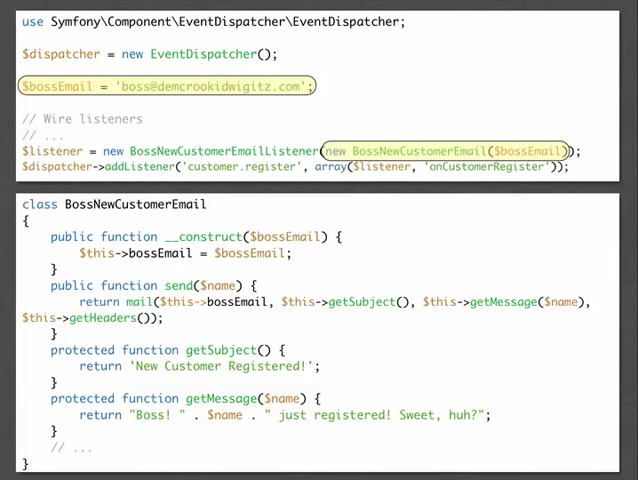 use Symfony\Component\EventDispatcher\EventDispatcher;
$dispatcher = new EventDispatcher();
$bossEmail = 'boss@demcrookidwigitz.com';
// Wire listeners
// ...
$listener = new BossNewCustomerEmailListener(new BossNewCustomerEmail($bossEmail));
$dispatcher->addListener('customer.register', array($listener, 'onCustomerRegister'));
class BossNewCustomerEmail
{
public function __construct($bossEmail) {
$this->bossEmail = $bossEmail;
}
public function send($name) {
return mail($this->bossEmail, $this->getSubject(), $this->getMessage($name),
$this->getHeaders());
}
protected function getSubject() {
return 'New Customer Registered!';
}
protected function getMessage($name) {
return "Boss! " . $name . " just registered! Sweet, huh?";
}
// ...
}